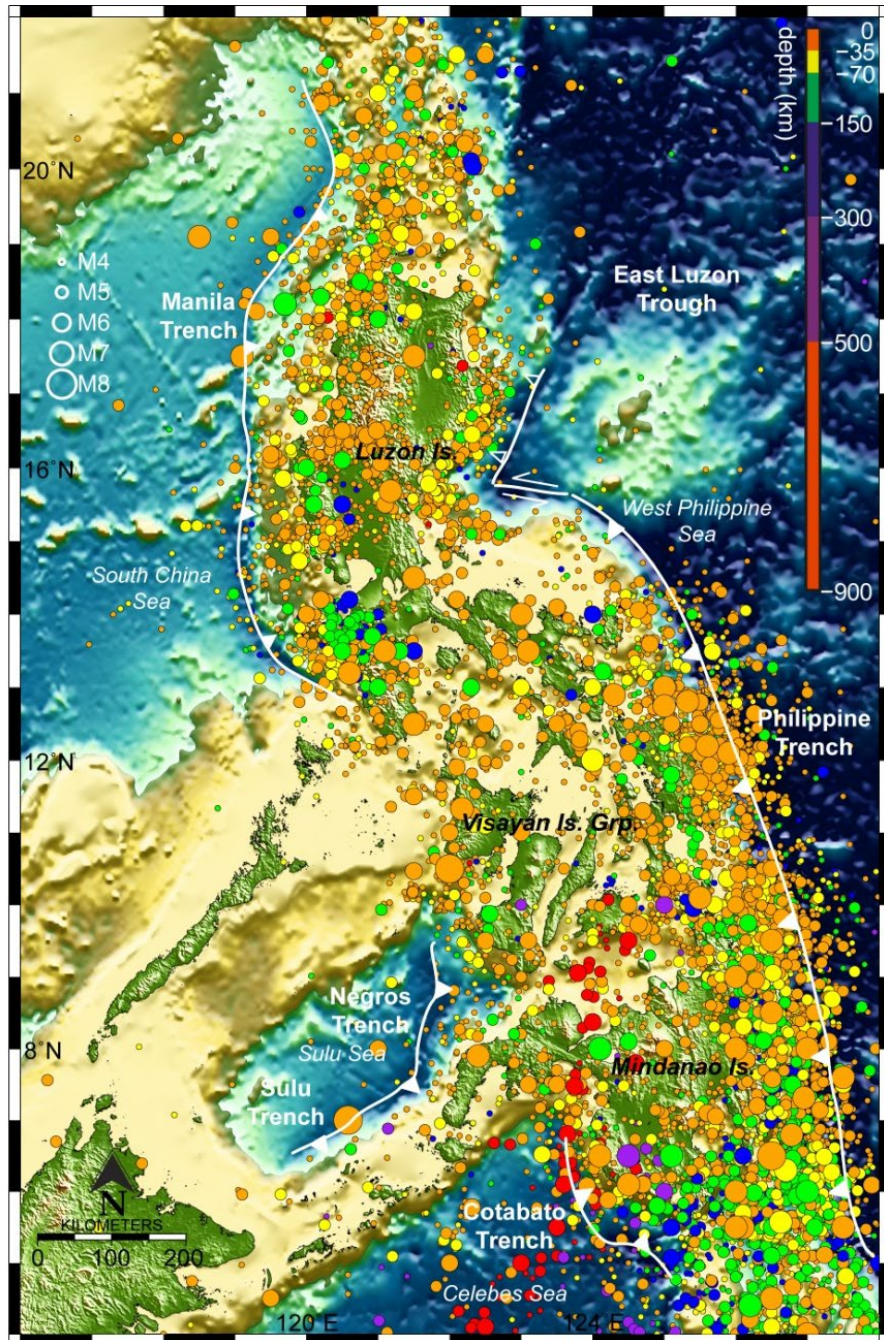 0
−35
−70
−150
−300
−500
−900
depth (km)
20°N
M4
M5
M6
M7
M8
Manila
Trench
East Luzon
Trough
Luzon Is.
16°N
West Philippine
Sea
South China
Sea
Philippine
Trench
12°N
Visayan Is. Grp.
Negros
Trench
Sulu Sea
8°N
Sulu
Trench
Mindanao Is.
N
KILOMETERS
0 100 200
Cotabato
Trench
Celebes Sea
120°E
124°E